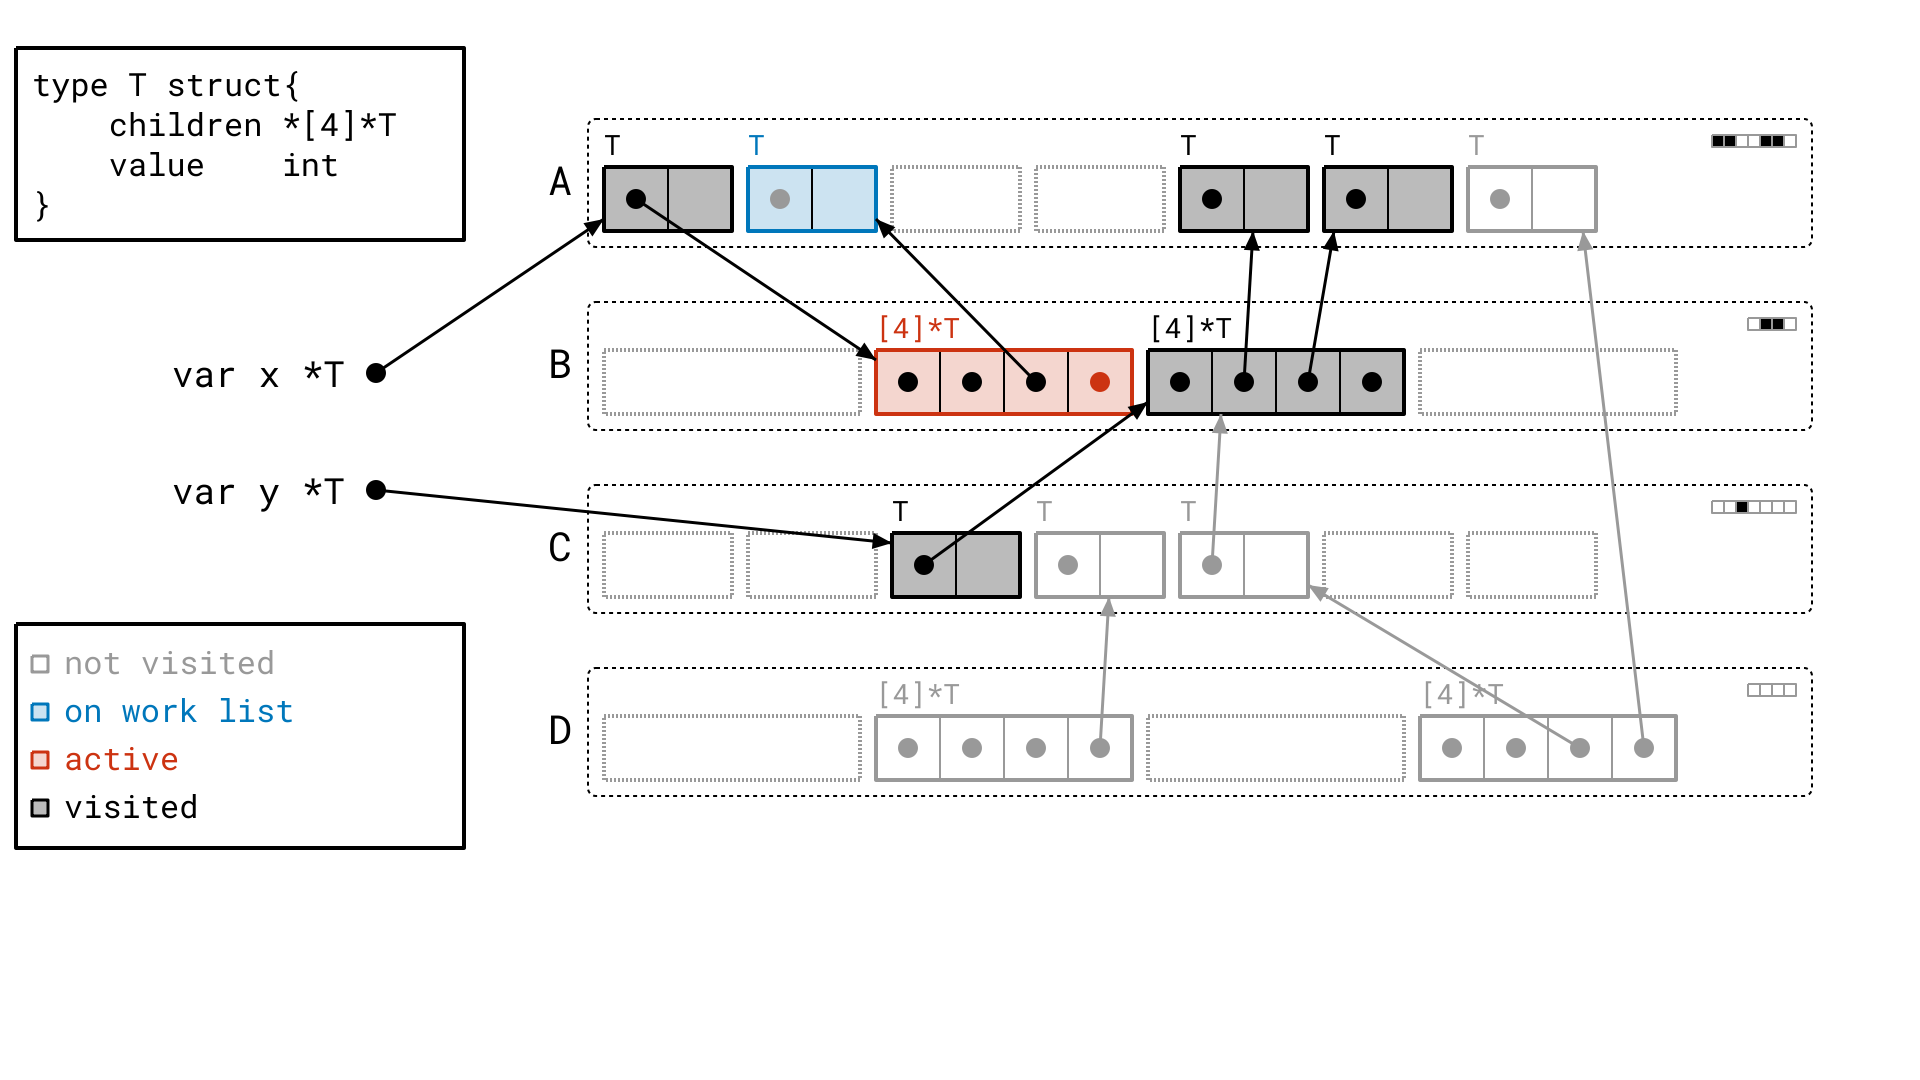 type T struct{
    children *[4]*T
    value    int
}
var x *T
var y *T
not visited
on work list
active
visited
A
T T T T T
B
[4]*T [4]*T
C
T T T
D
[4]*T [4]*T